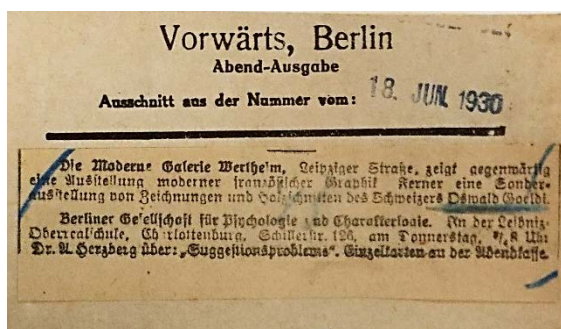 Vorwärts, Berlin
Abend-Ausgabe
Ausschnitt aus der Nummer vom: 18. JUN. 1930
Die Moderne Galerie Wertheim, Leipziger Straße, zeigt gegenwärtig
eine Ausstellung moderner französischer Graphik Ferner eine Sonder-
ausstellung von Zeichnungen und Holzschnitten des Schweizers Oswald Goeldi.
Berliner Gesellschaft für Psychologie und Charakterologie. In der Leibniz-
Oberrealschule, Charlottenburg, Schillerstr. 126, am Donnerstag, Uhr
Dr. A. Herzberg über: „Suggestionsprobleme“. Einzelkarten an der Abendkasse.